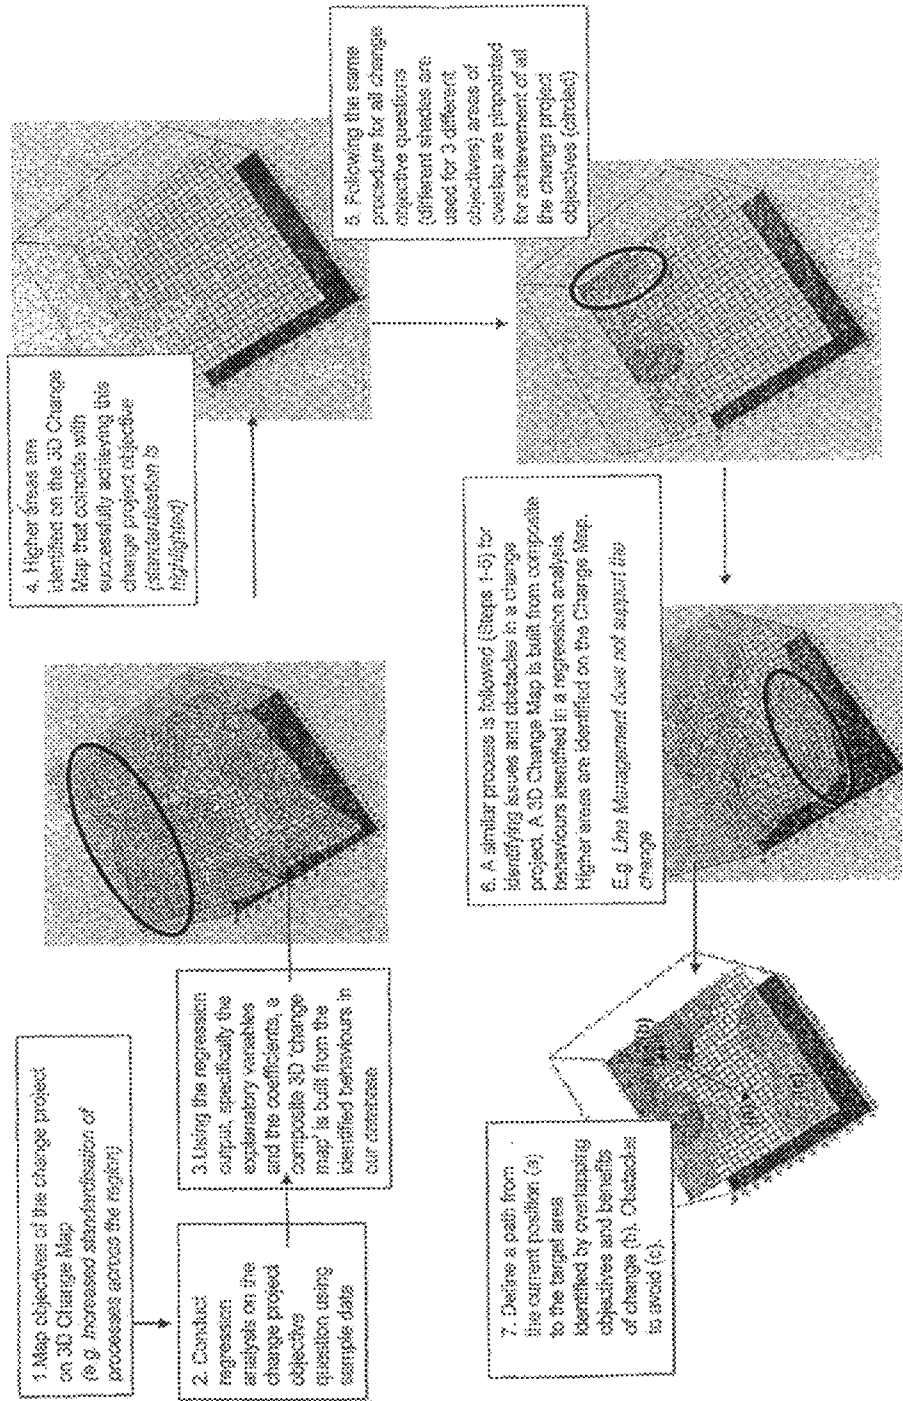 1.Map objectives of the change project
on 3D Change Map
(e.g. Increased standardisation of
processes across the region)
2. Conduct
regression
analysis on the
change project
objective
question using
sample data
3.Using the regression
output, specifically the
explanatory variables
and the coefficients, a
composite 3D 'change
map' is built from the
identified behaviours in
our database
4. Higher areas are
identified on the 3D Change
Map that coincide with
successfully achieving this
change project objective
(standardisation is
highlighted)
5. Following the same
procedure for all change
objective questions
(different shades are
used for 3 different
objectives) areas of
overlap are pinpointed
for achievement of all
the change project
objectives (circled)
6. A similar process is followed (Steps 1-5) for
identifying issues and obstacles in a change
project. A 3D Change Map is built from composite
behaviours identified in a regression analysis.
Higher areas are identified on the Change Map.
E.g. Line Management does not support the
change
7. Define a path from
the current position (a)
to the target area
identified by overlapping
objectives and benefits
of change (b). Obstacles
to avoid (c).
(b)
(c)